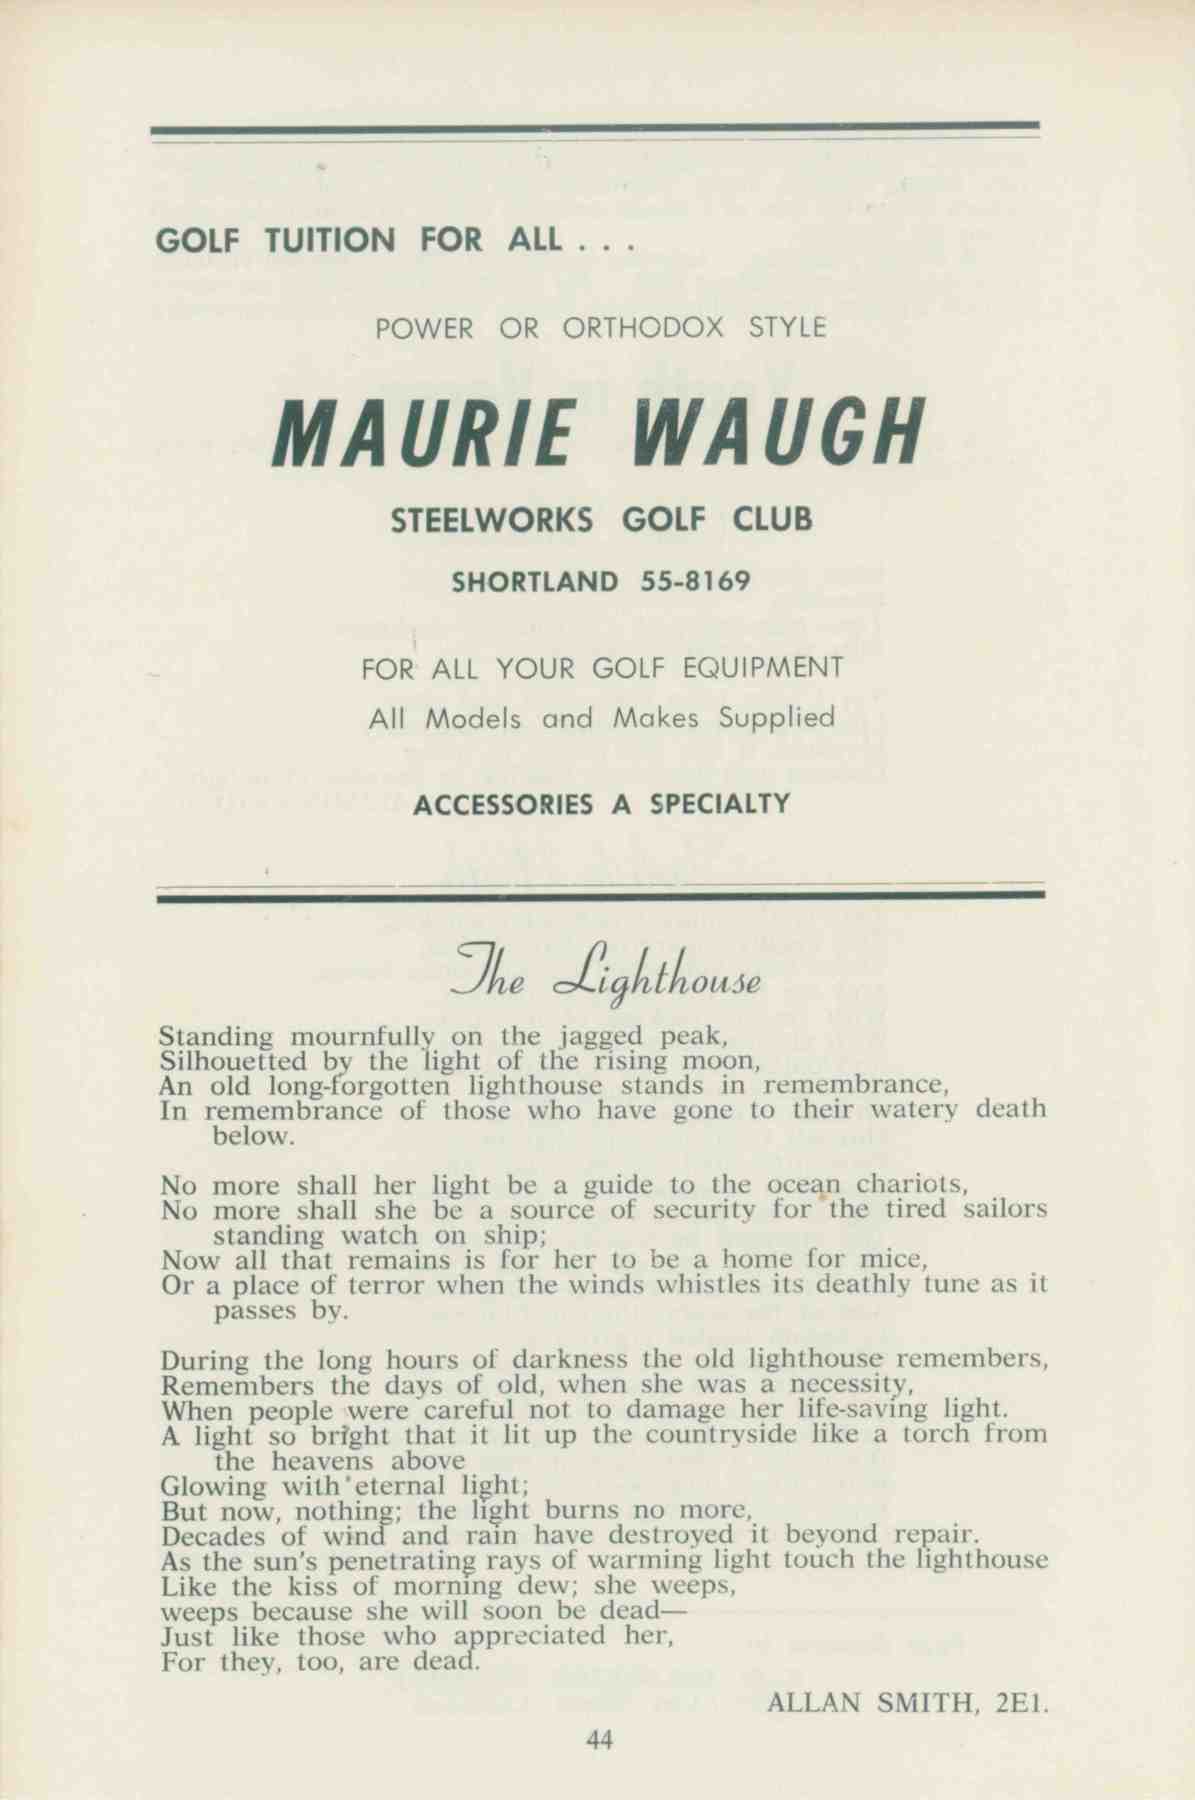 GOLF TUITION FOR ALL . . .
POWER OR ORTHODOX STYLE
MAURIE WAUGH
STEELWORKS GOLF CLUB
SHORTLAND 55-8169
FOR ALL YOUR GOLF EQUIPMENT
All Models and Makes Supplied
ACCESSORIES A SPECIALTY
The Lighthouse
Standing mournfully on the jagged peak,
Silhouetted by the light of the rising moon,
An old long-forgotten lighthouse stands in remembrance,
In remembrance of those who have gone to their watery death
below.
No more shall her light be a guide to the ocean chariots,
No more shall she be a source of security for the tired sailors
standing watch on ship;
Now all that remains is for her to be a home for mice,
Or a place of terror when the winds whistles its deathly tune as it
passes by.
During the long hours of darkness the old lighthouse remembers,
Remembers the days of old, when she was a necessity,
When people were careful not to damage her life-saving light.
A light so bright that it lit up the countryside like a torch from
the heavens above
Glowing with eternal light;
But now, nothing; the light burns no more,
Decades of wind and rain have destroyed it beyond repair.
As the sun's penetrating rays of warming light touch the lighthouse
Like the kiss of morning dew; she weeps,
weeps because she will soon be dead—
Just like those who appreciated her,
For they, too, are dead.
ALLAN SMITH, 2E1.
44